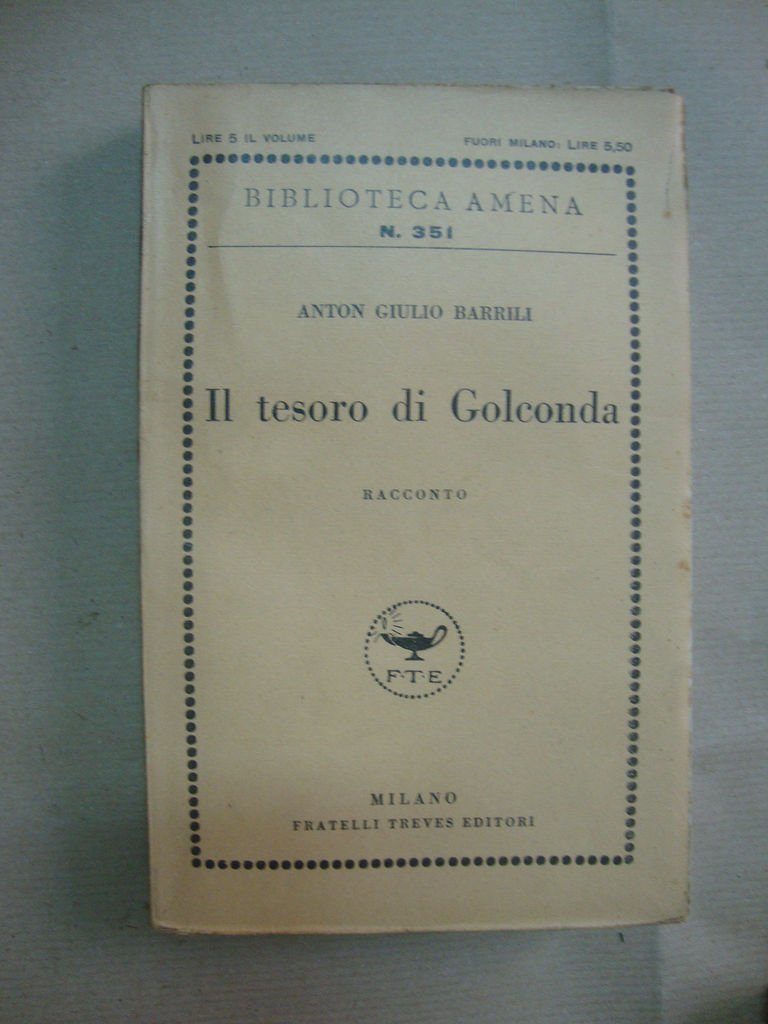 LIRE 5 IL VOLUME FUORI MILANO: LIRE 5,50
BIBLIOTECA AMENA
N. 351
ANTON GIULIO BARRILI
Il tesoro di Golconda
RACCONTO
F·T·E
MILANO
FRATELLI TREVES EDITORI